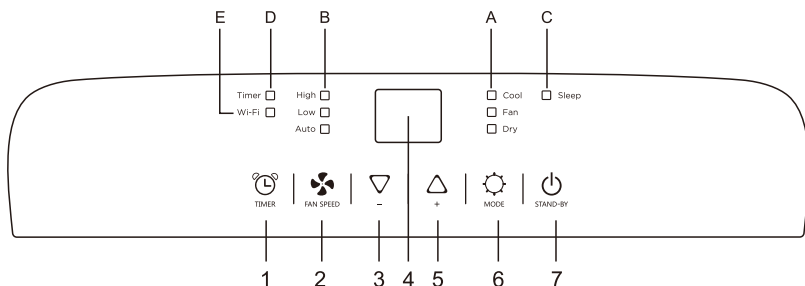 E D B A C
Timer High Cool Sleep
Wi-Fi Low Fan
Auto Dry
TIMER FAN SPEED − + MODE STAND-BY
1 2 3 4 5 6 7